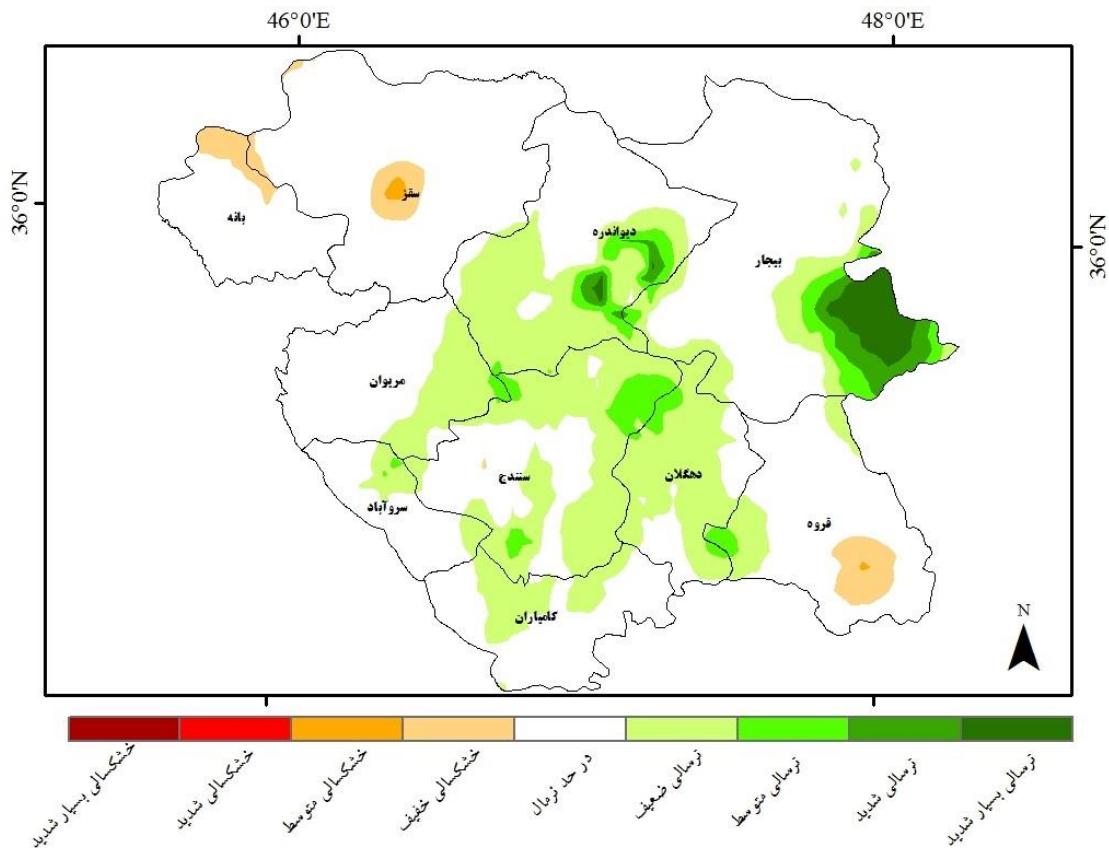 46°0'E
48°0'E
36°0'N
36°0'N
سقز
بانه
دیواندره
بیجار
مریوان
سنندج
دهگلان
سروآباد
قروه
کامیاران
N
خشکسالی بسیار شدید
خشکسالی شدید
خشکسالی متوسط
خشکسالی خفیف
در حد نرمال
ترسالی ضعیف
ترسالی متوسط
ترسالی شدید
ترسالی بسیار شدید